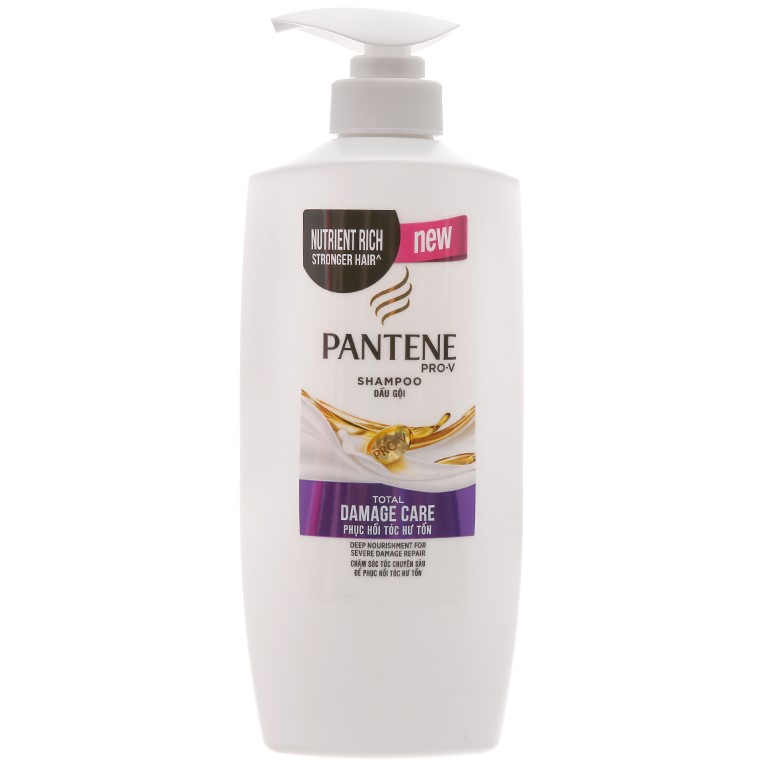 NUTRIENT RICH
STRONGER HAIR^
new
PANTENE
PRO-V
SHAMPOO
DẦU GỘI
PRO-V
TOTAL
DAMAGE CARE
PHỤC HỒI TÓC HƯ TỔN
DEEP NOURISHMENT FOR
SEVERE DAMAGE REPAIR
CHĂM SÓC TÓC CHUYÊN SÂU
ĐỂ PHỤC HỒI TÓC HƯ TỔN